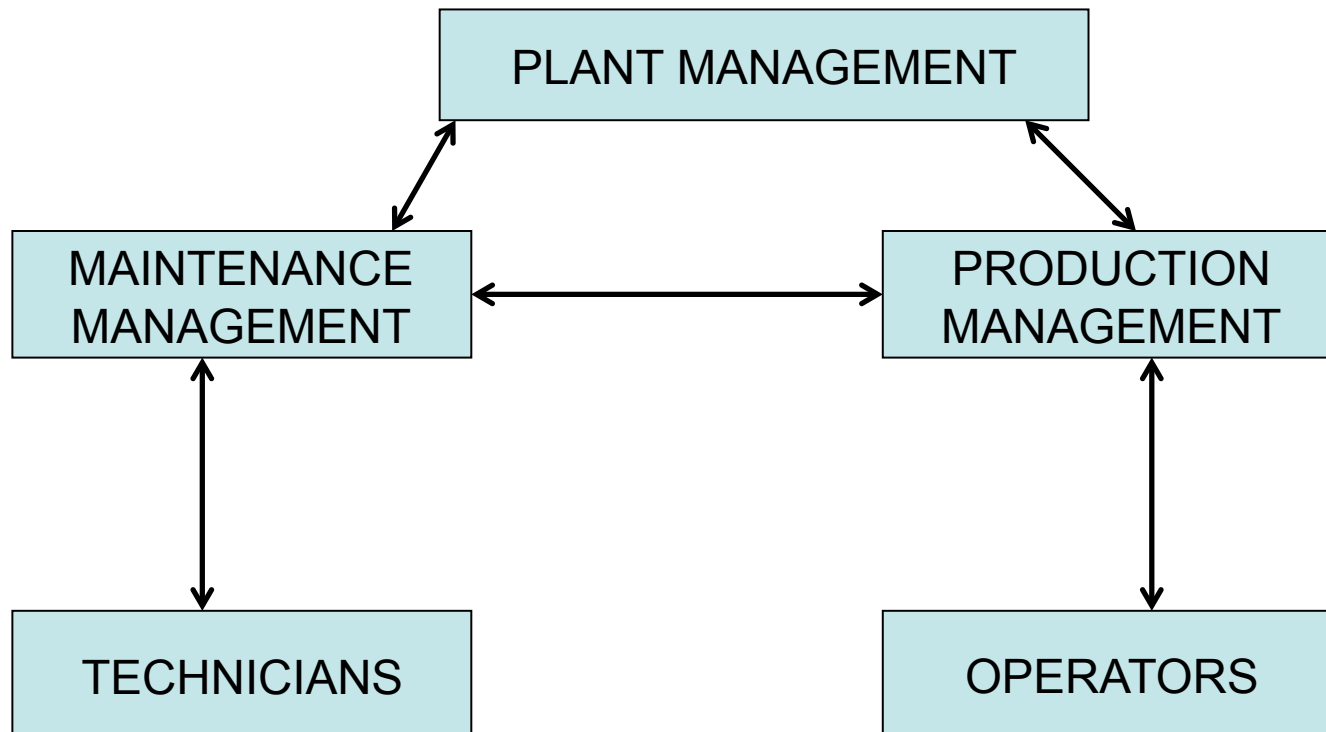 PLANT MANAGEMENT
MAINTENANCE
MANAGEMENT
PRODUCTION
MANAGEMENT
TECHNICIANS
OPERATORS